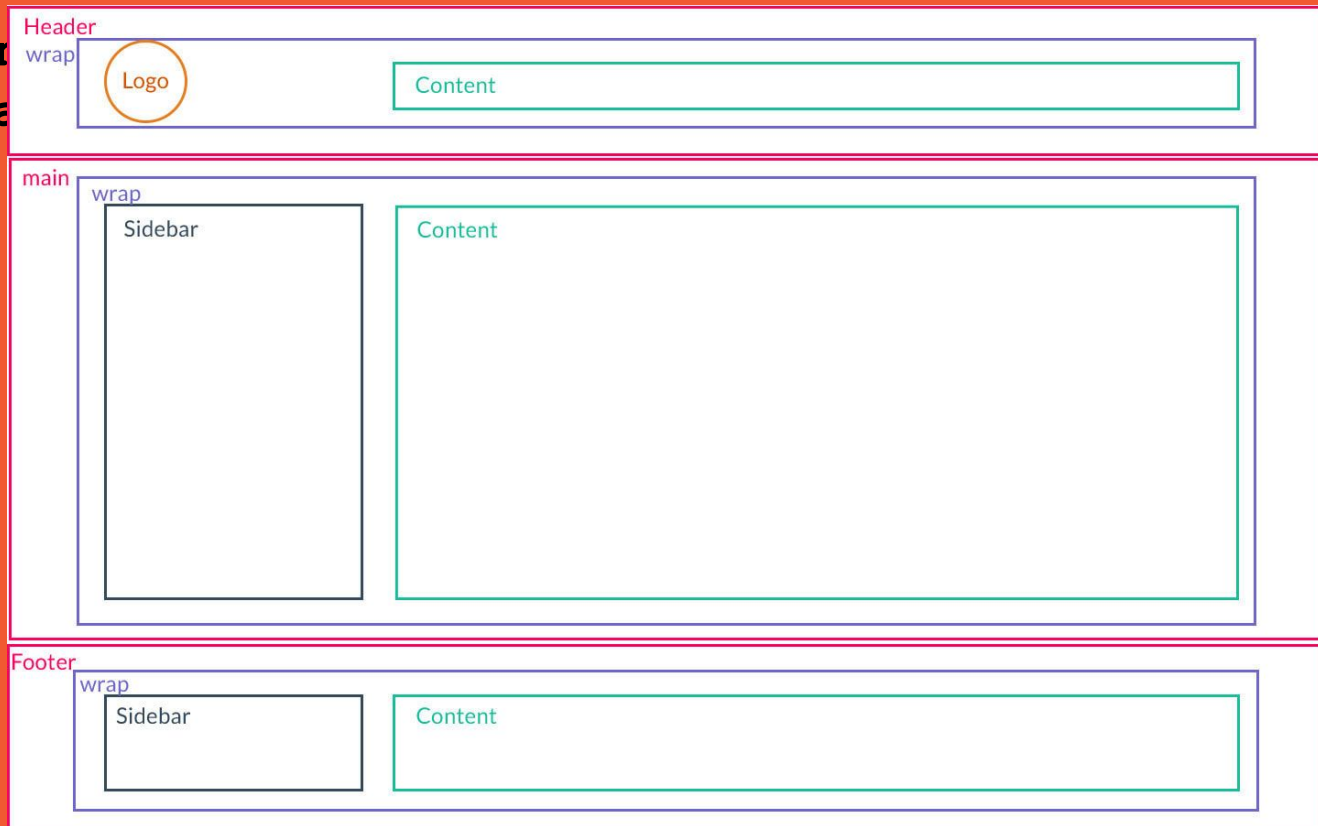 Header
wrap
Logo
Content
main
wrap
Sidebar
Content
Footer
wrap
Sidebar
Content